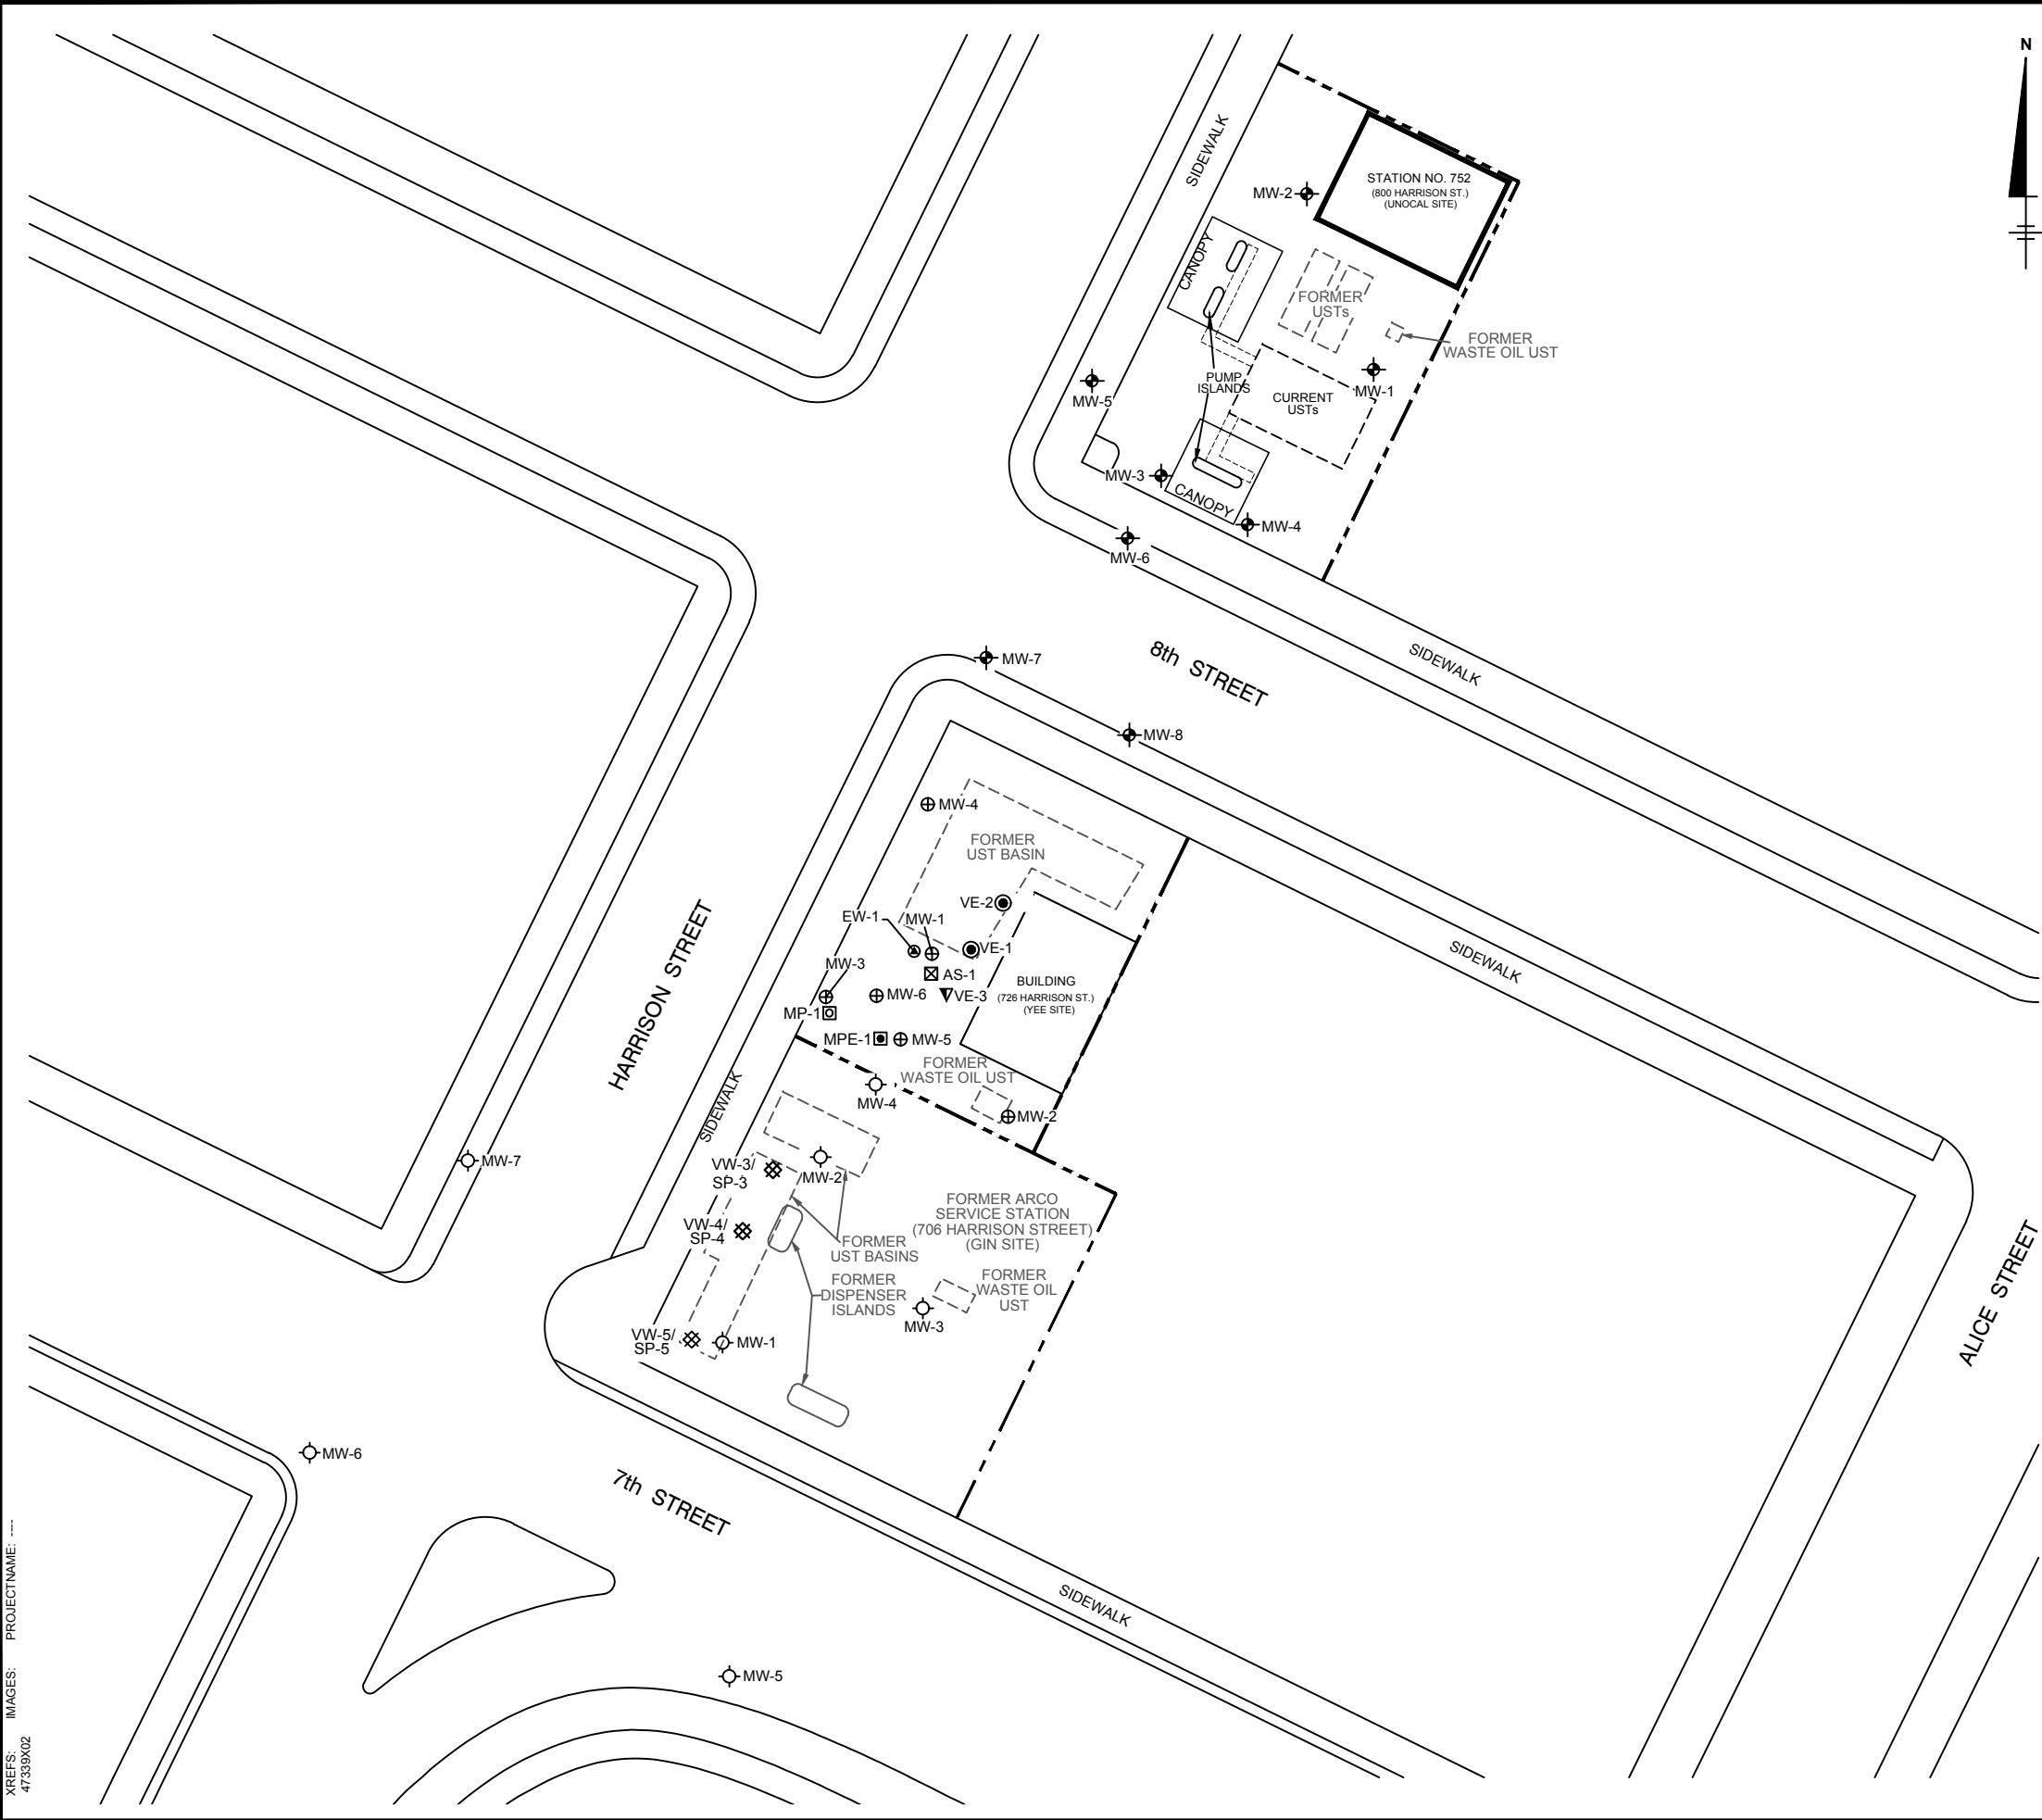 N
SIDEWALK
STATION NO. 752
(800 HARRISON ST.)
(UNOCAL SITE)
MW-2
CANOPY
FORMER
USTs
FORMER
WASTE OIL UST
PUMP
ISLANDS
MW-1
MW-5
CURRENT
USTs
MW-3
CANOPY
MW-4
MW-6
8th STREET
SIDEWALK
MW-7
MW-8
MW-4
FORMER
UST BASIN
VE-2
EW-1
MW-1
VE-1
SIDEWALK
HARRISON STREET
MW-3
AS-1
BUILDING
(726 HARRISON ST.)
(YEE SITE)
MW-6
VE-3
MP-1
MPE-1
MW-5
FORMER
WASTE OIL UST
MW-4
MW-2
SIDEWALK
MW-7
VW-3/
SP-3
MW-2
FORMER ARCO
SERVICE STATION
(706 HARRISON STREET)
(GIN SITE)
VW-4/
SP-4
FORMER
UST BASINS
FORMER
DISPENSER
ISLANDS
FORMER
WASTE OIL
UST
MW-3
ALICE STREET
VW-5/
SP-5
MW-1
MW-6
7th STREET
SIDEWALK
MW-5
XREFS: IMAGES: PROJECTNAME: ----
47339X02